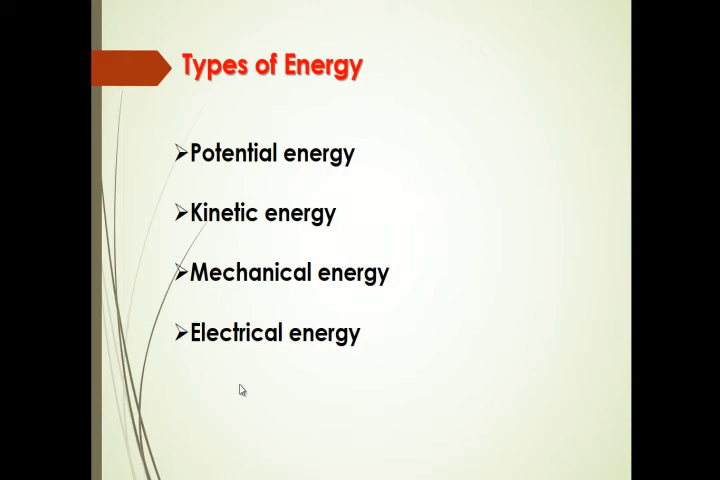 Types of Energy
➢Potential energy
➢Kinetic energy
➢Mechanical energy
➢Electrical energy